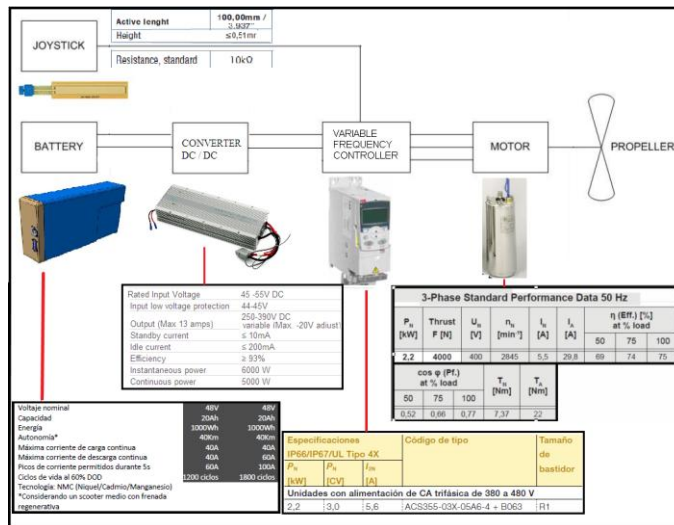 Active lenght 100,00mm / 3.937"
Height ≤0,51mr
Resistance, standard 10kΩ
JOYSTICK
BATTERY
CONVERTER DC / DC
VARIABLE FREQUENCY CONTROLLER
MOTOR
PROPELLER
Rated Input Voltage 45 -55V DC
Input low voltage protection 44-45V
Output (Max 13 amps) 250-390V DC variable (Max. -20V adjust)
Standby current ≤ 10mA
Idle current ≤ 200mA
Efficiency ≥ 93%
Instantaneous power 6000 W
Continuous power 5000 W
3-Phase Standard Performance Data 50 Hz
P_N [kW] Thrust F [N] U_N [V] n_N [min⁻¹] I_N [A] I_A [A] η (Eff.) [%] at % load
50 75 100
2,2 4000 400 2845 5,5 29,8 69 74 75
cos φ (Pf.) at % load T_N [Nm] T_A [Nm]
50 75 100
0,52 0,66 0,77 7,37 22
Voltaje nominal 48V 48V
Capacidad 20Ah 20Ah
Energía 1000Wh 1000Wh
Autonomía* 40Km 40Km
Máxima corriente de carga continua 40A 40A
Máxima corriente de descarga continua 40A 60A
Picos de corriente permitidos durante 5s 60A 100A
Ciclos de vida al 60% DOD 1200 ciclos 1800 ciclos
Tecnología: NMC (Niquel/Cadmio/Manganesio)
*Considerando un scooter medio con frenada
regenerativa
Especificaciones Código de tipo Tamaño de bastidor
IP66/IP67/UL Tipo 4X
P_N [kW] P_N [CV] I_2N [A]
Unidades con alimentación de CA trifásica de 380 a 480 V
2,2 3,0 5,6 ACS355-03X-05A6-4 + B063 R1